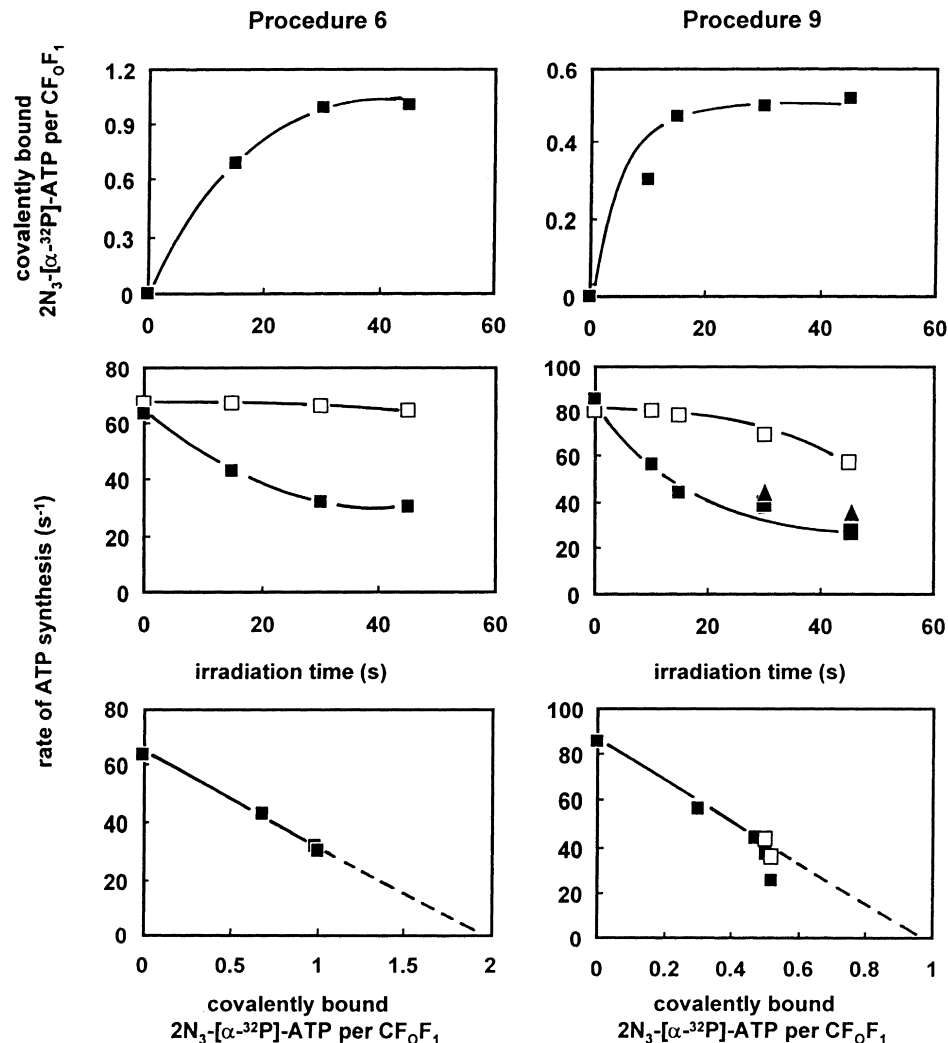 Procedure 6
Procedure 9
covalently bound
2N₃-[α-³²P]-ATP per CF₀F₁
1.2
0.9
0.6
0.3
0
0 20 40 60
0.6
0.4
0.2
0
0 20 40 60
rate of ATP synthesis (s⁻¹)
80
60
40
20
0
0 20 40 60
irradiation time (s)
100
80
60
40
20
0
0 20 40 60
irradiation time (s)
80
60
40
20
0
0 0.5 1 1.5 2
covalently bound
2N₃-[α-³²P]-ATP per CF₀F₁
100
80
60
40
20
0
0 0.2 0.4 0.6 0.8 1
covalently bound
2N₃-[α-³²P]-ATP per CF₀F₁